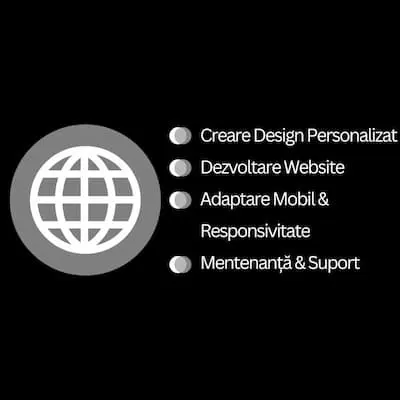 Creare Design Personalizat
Dezvoltare Website
Adaptare Mobil &
Responsivitate
Mentenanță & Suport